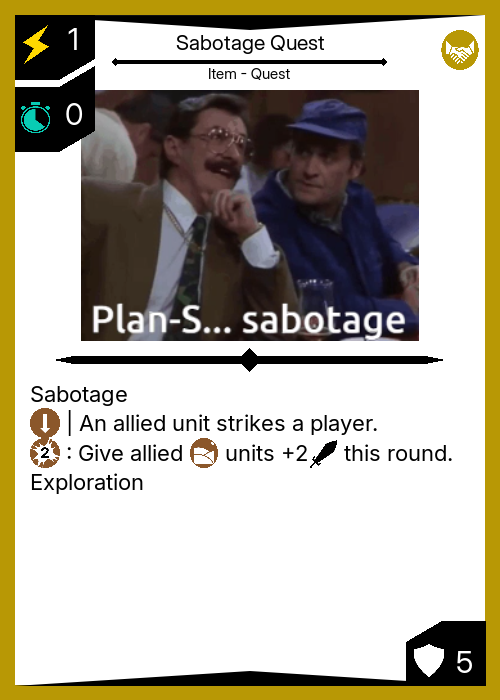 1
Sabotage Quest
Item - Quest
0
Plan-S... sabotage
Sabotage
| An allied unit strikes a player.
2 : Give allied units +2 this round.
Exploration
5